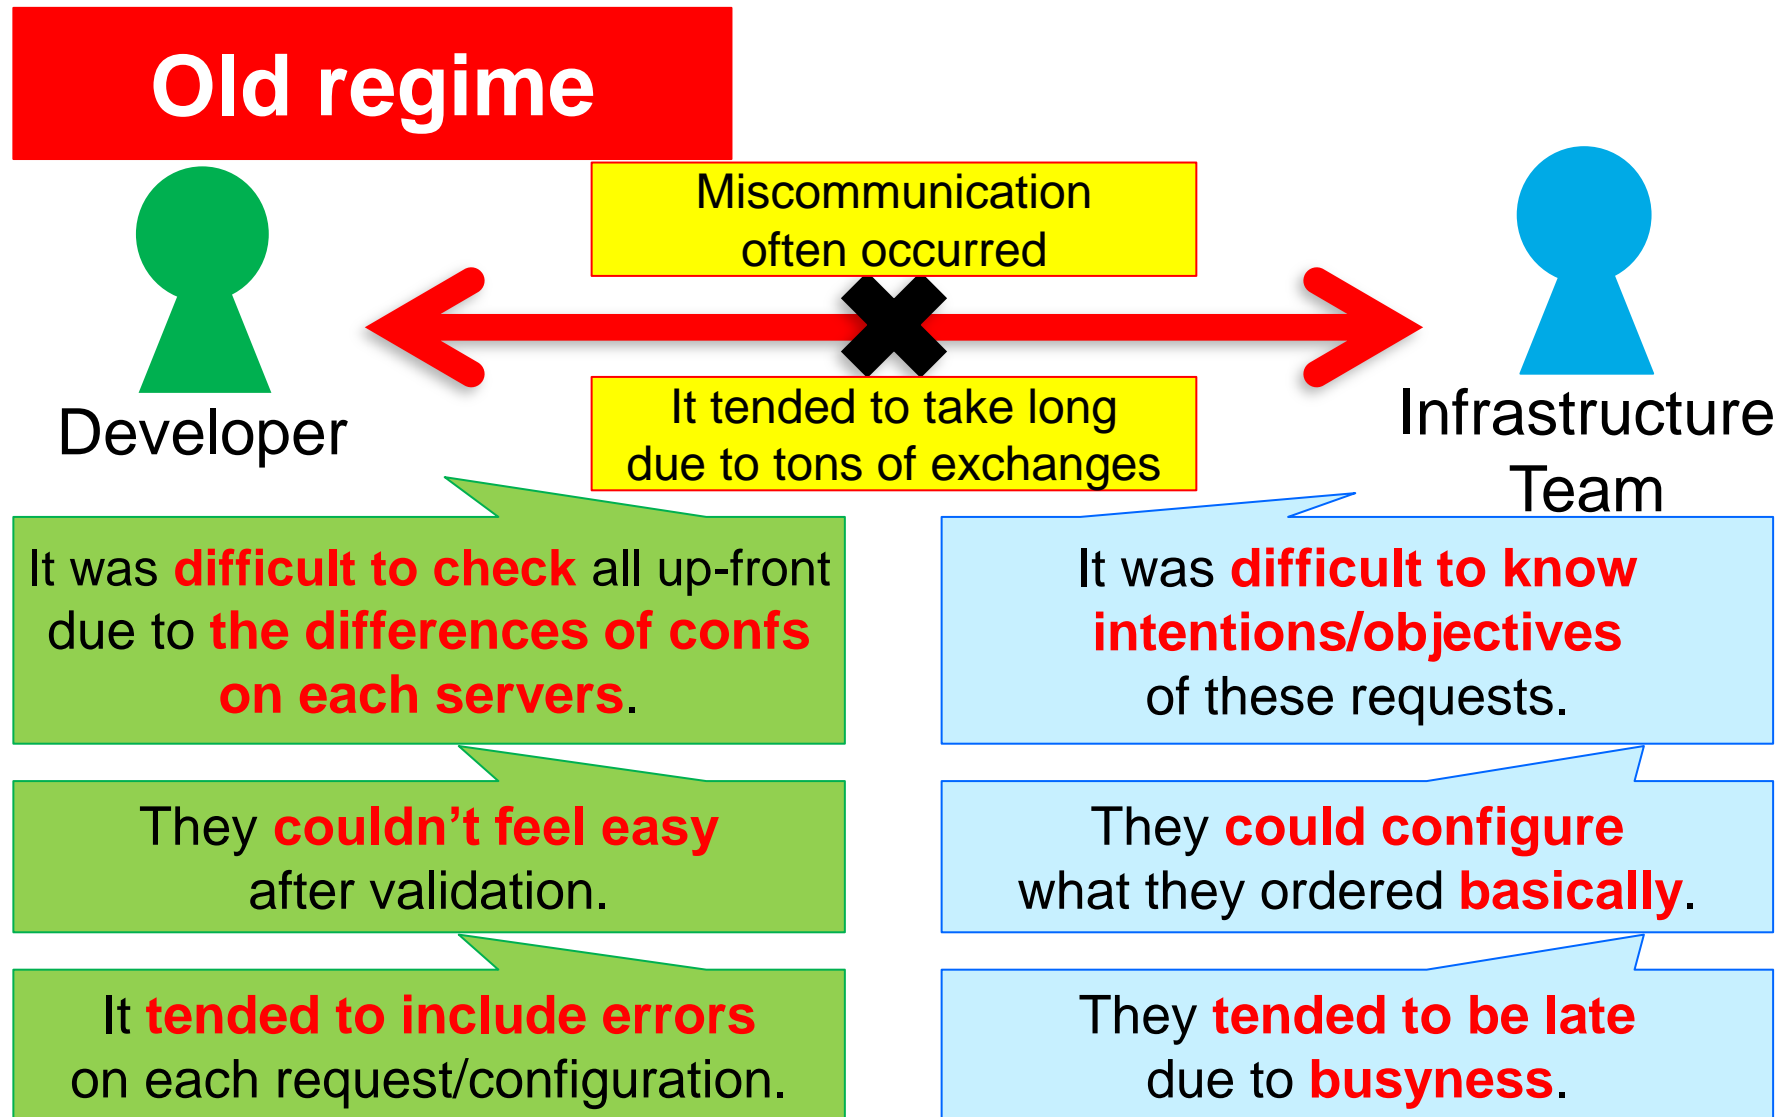 Old regime
Miscommunication
often occurred
It tended to take long
due to tons of exchanges
Developer
Infrastructure
Team
It was difficult to check all up-front
due to the differences of confs
on each servers.
They couldn’t feel easy
after validation.
It tended to include errors
on each request/configuration.
It was difficult to know
intentions/objectives
of these requests.
They could configure
what they ordered basically.
They tended to be late
due to busyness.